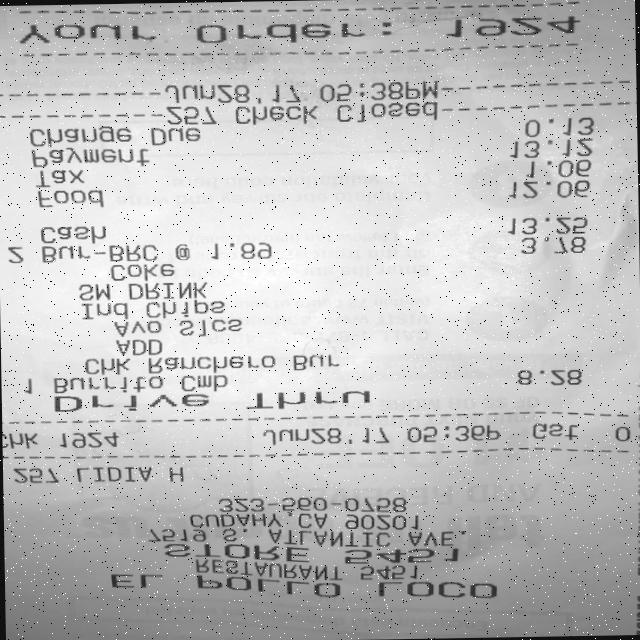 EL POLLO LOCO
RESTAURANT 5451
STORE 5451
7519 S. ATLANTIC AVE.
CUDAHY CA 90201
323-560-0758
257 LIDIA H
Chk 1924 Jun28,17 05:36P Gst 0
Drive Thru
1 Burrito Cmb 8.28
Chk Ranchero Bur
ADD
Avo Slcs
Ind Chips
SM DRINK
Coke
2 Bur-BRC @ 1.89 3.78
Cash 13.25
Food 12.06
Tax 1.06
Payment 13.12
Change Due 0.13
257 Check Closed
Jun28,17 05:38PM
Your Order: 1924